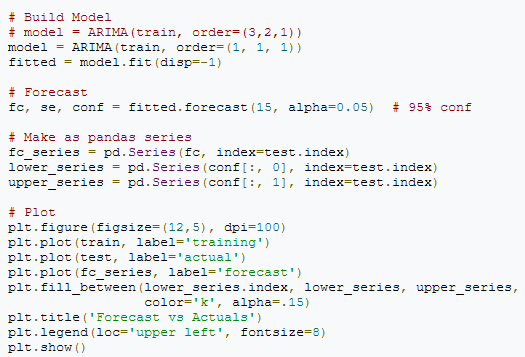 # Build Model
# model = ARIMA(train, order=(3,2,1))
model = ARIMA(train, order=(1, 1, 1))
fitted = model.fit(disp=-1)
# Forecast
fc, se, conf = fitted.forecast(15, alpha=0.05)  # 95% conf
# Make as pandas series
fc_series = pd.Series(fc, index=test.index)
lower_series = pd.Series(conf[:, 0], index=test.index)
upper_series = pd.Series(conf[:, 1], index=test.index)
# Plot
plt.figure(figsize=(12,5), dpi=100)
plt.plot(train, label='training')
plt.plot(test, label='actual')
plt.plot(fc_series, label='forecast')
plt.fill_between(lower_series.index, lower_series, upper_series,
                 color='k', alpha=.15)
plt.title('Forecast vs Actuals')
plt.legend(loc='upper left', fontsize=8)
plt.show()